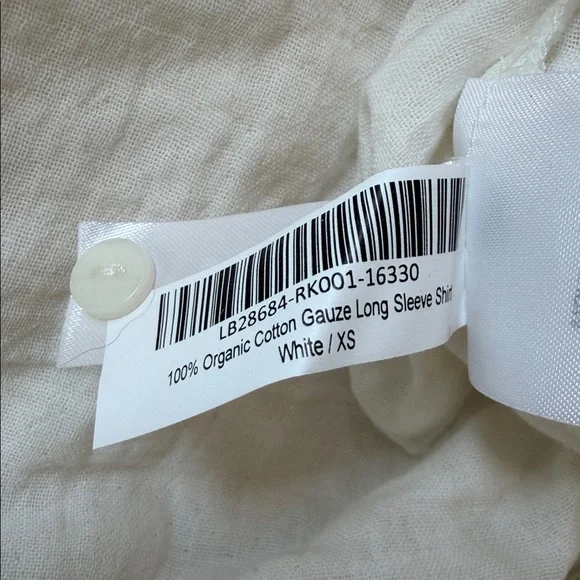 LB28684-RK001-16330
100% Organic Cotton Gauze Long Sleeve Shirt
White / XS